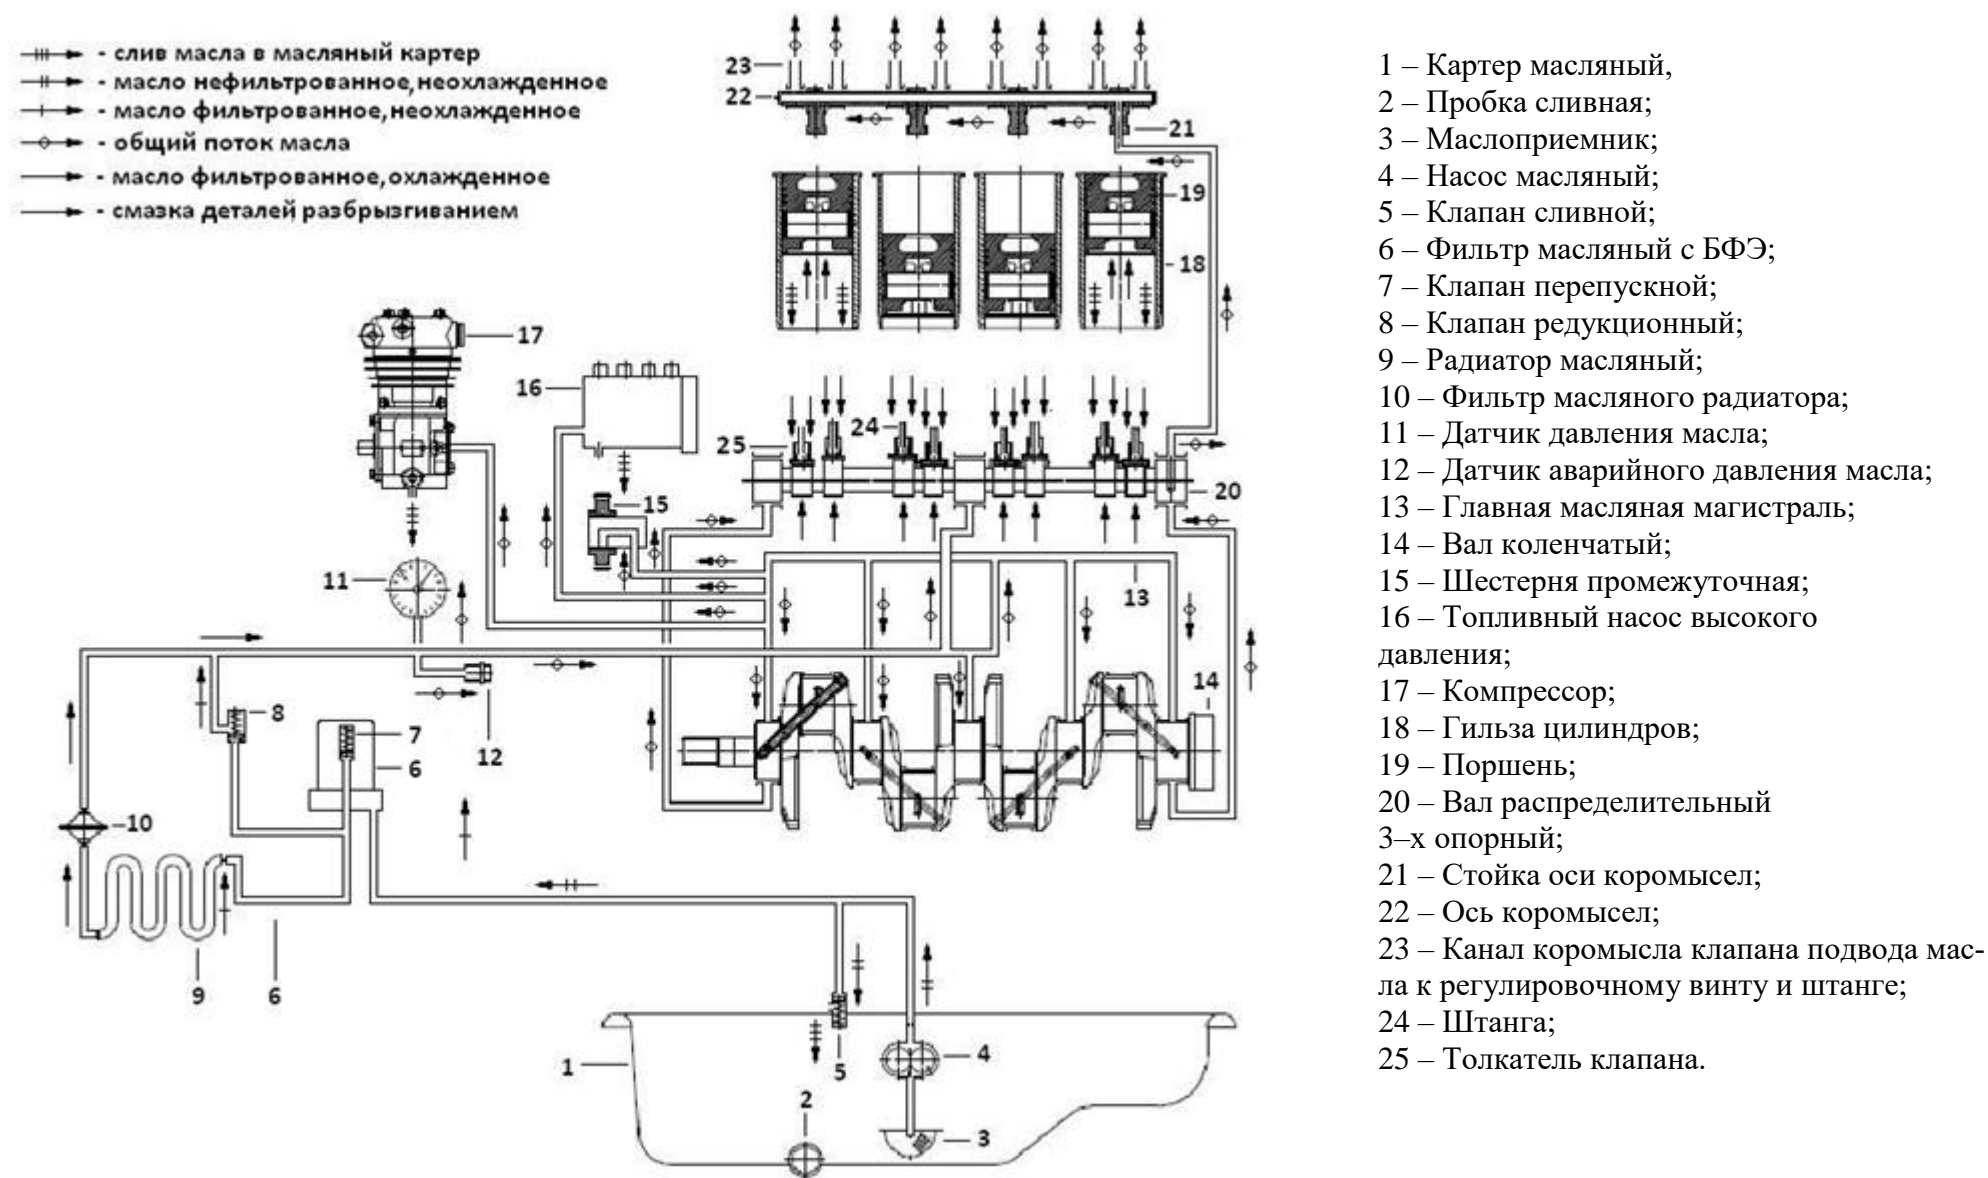 - слив масла в масляный картер
- масло нефильтрованное,неохлажденное
- масло фильтрованное,неохлажденное
- общий поток масла
- масло фильтрованное,охлажденное
- смазка деталей разбрызгиванием
23
22
21
19
18
17
16
25
24
15
20
11
13
14
8
7
6
12
10
9
6
5
4
1
2
3
1 – Картер масляный,
2 – Пробка сливная;
3 – Маслоприемник;
4 – Насос масляный;
5 – Клапан сливной;
6 – Фильтр масляный с БФЭ;
7 – Клапан перепускной;
8 – Клапан редукционный;
9 – Радиатор масляный;
10 – Фильтр масляного радиатора;
11 – Датчик давления масла;
12 – Датчик аварийного давления масла;
13 – Главная масляная магистраль;
14 – Вал коленчатый;
15 – Шестерня промежуточная;
16 – Топливный насос высокого
давления;
17 – Компрессор;
18 – Гильза цилиндров;
19 – Поршень;
20 – Вал распределительный
3–х опорный;
21 – Стойка оси коромысел;
22 – Ось коромысел;
23 – Канал коромысла клапана подвода мас-
ла к регулировочному винту и штанге;
24 – Штанга;
25 – Толкатель клапана.